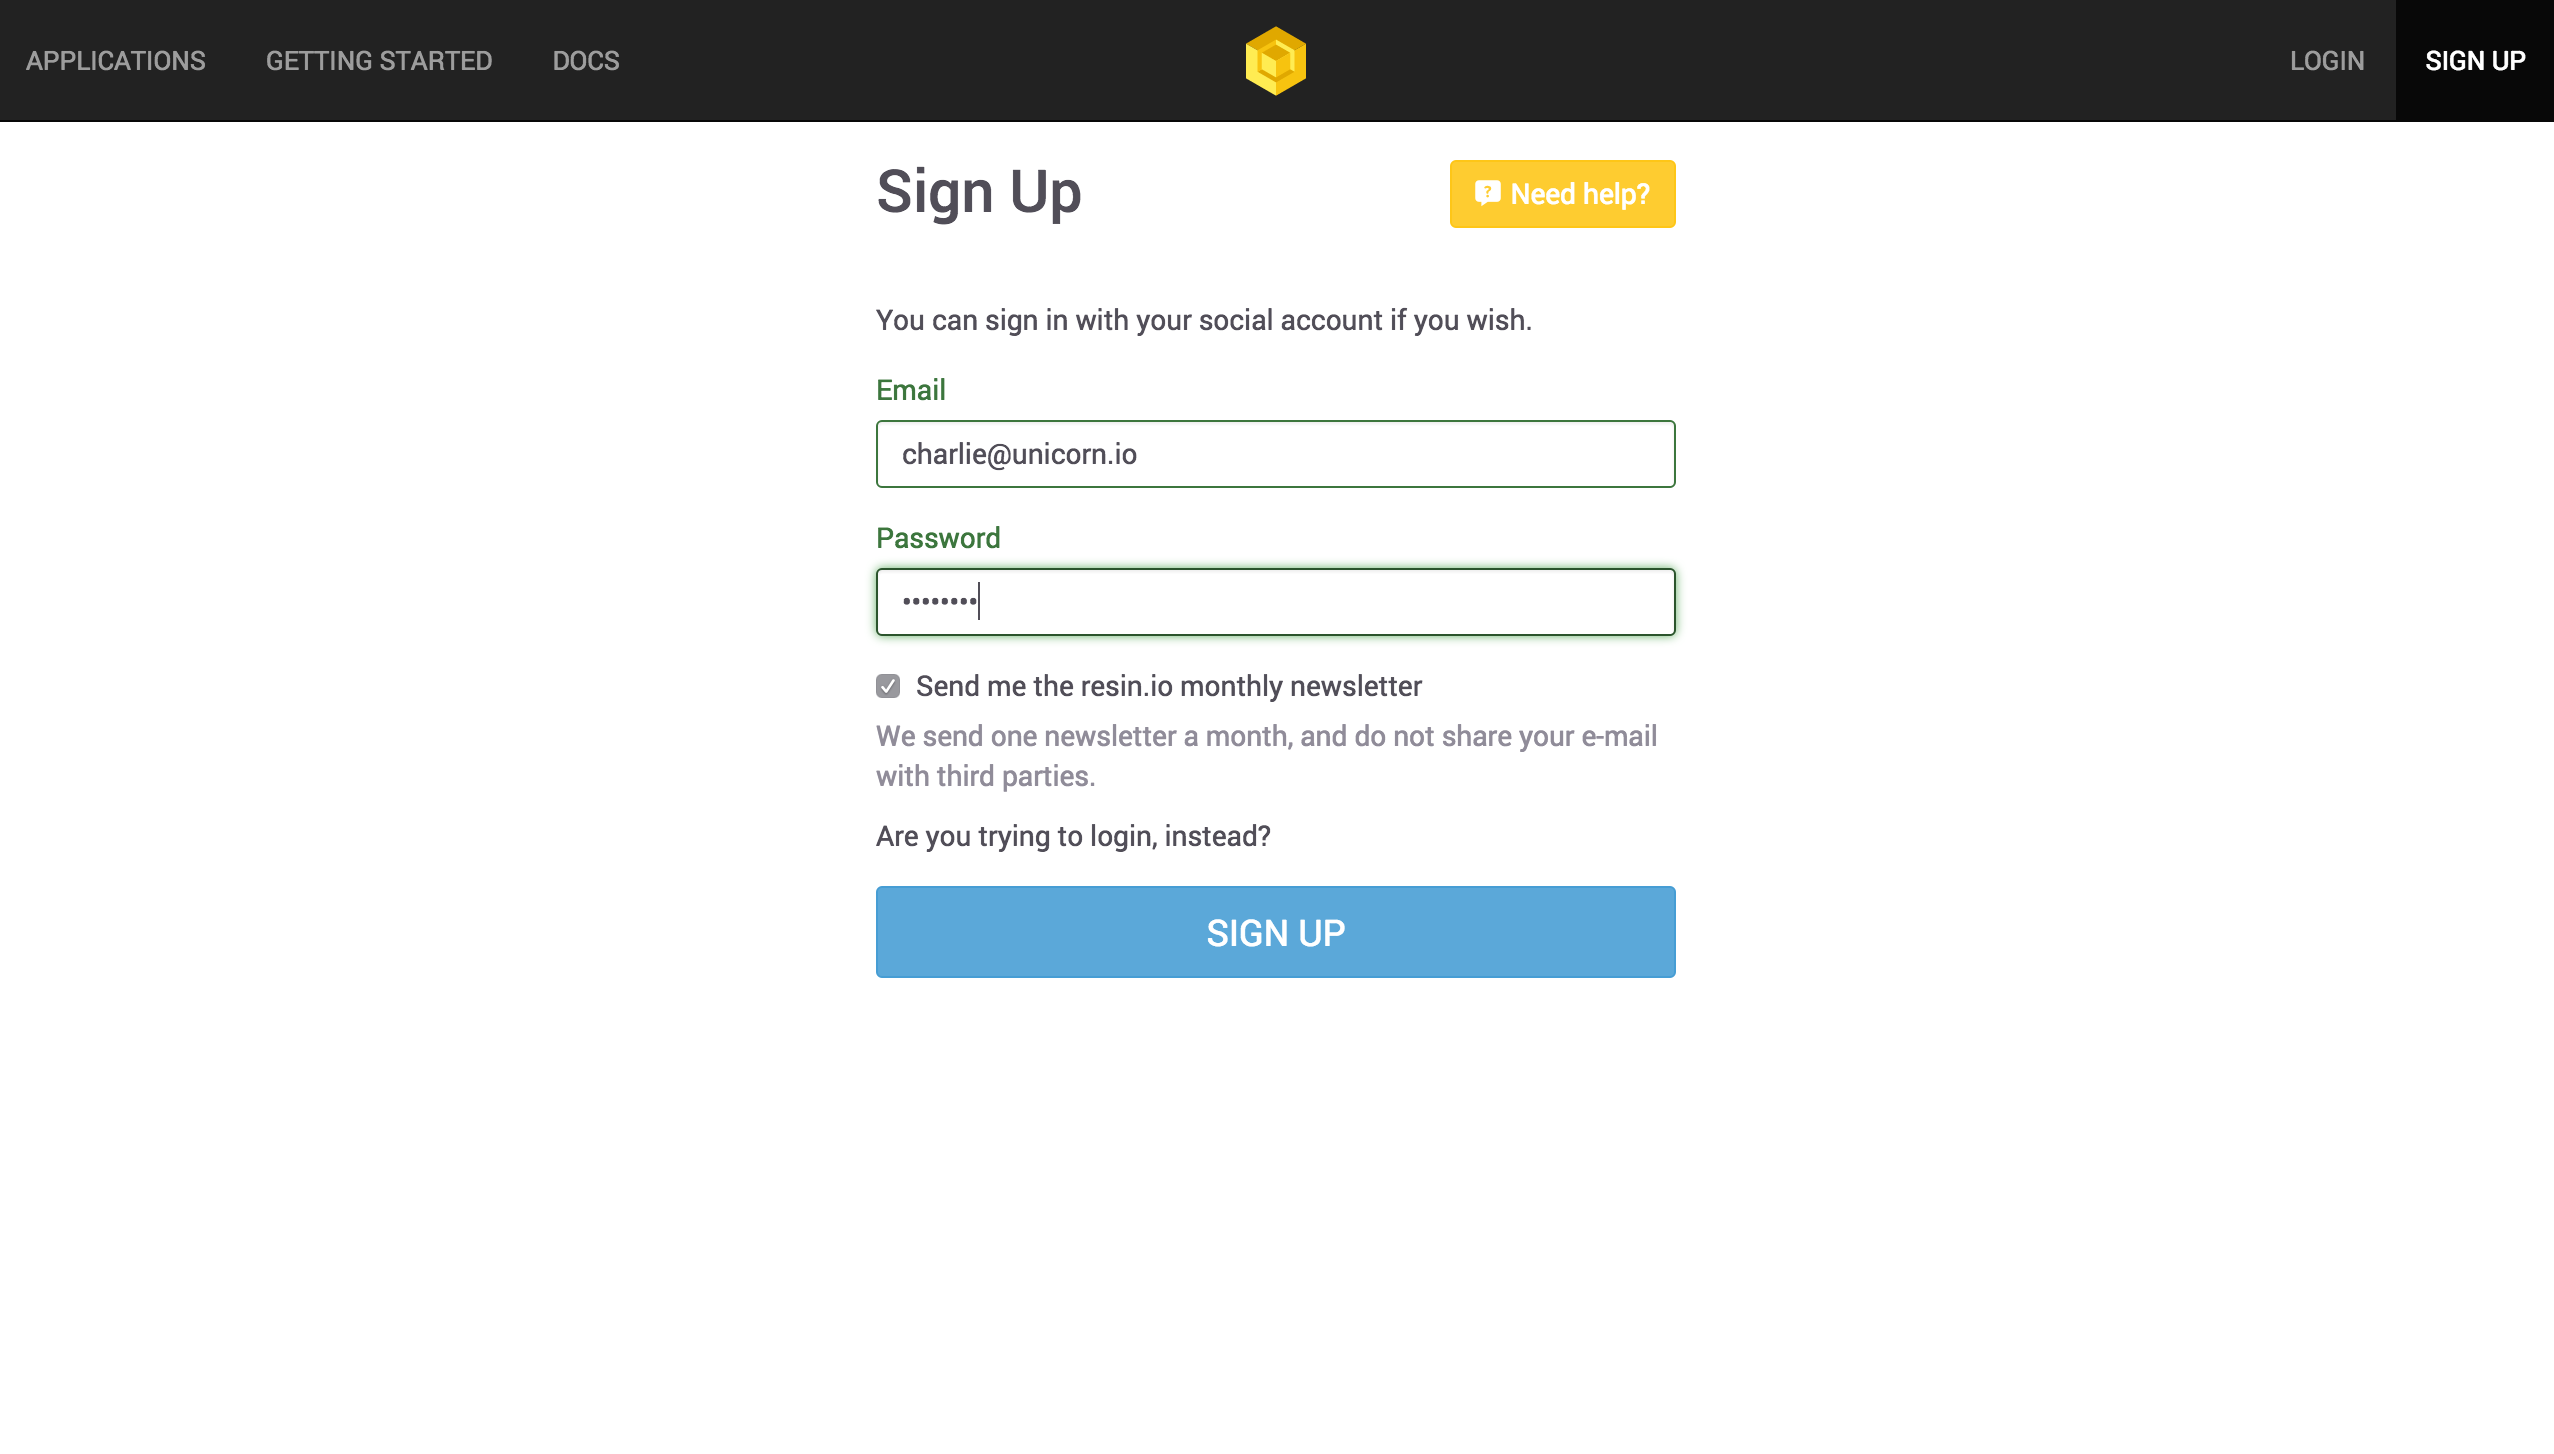 APPLICATIONS GETTING STARTED DOCS LOGIN SIGN UP
Sign Up
? Need help?
You can sign in with your social account if you wish.
Email
charlie@unicorn.io
Password
••••••••
Send me the resin.io monthly newsletter
We send one newsletter a month, and do not share your e-mail
with third parties.
Are you trying to login, instead?
SIGN UP